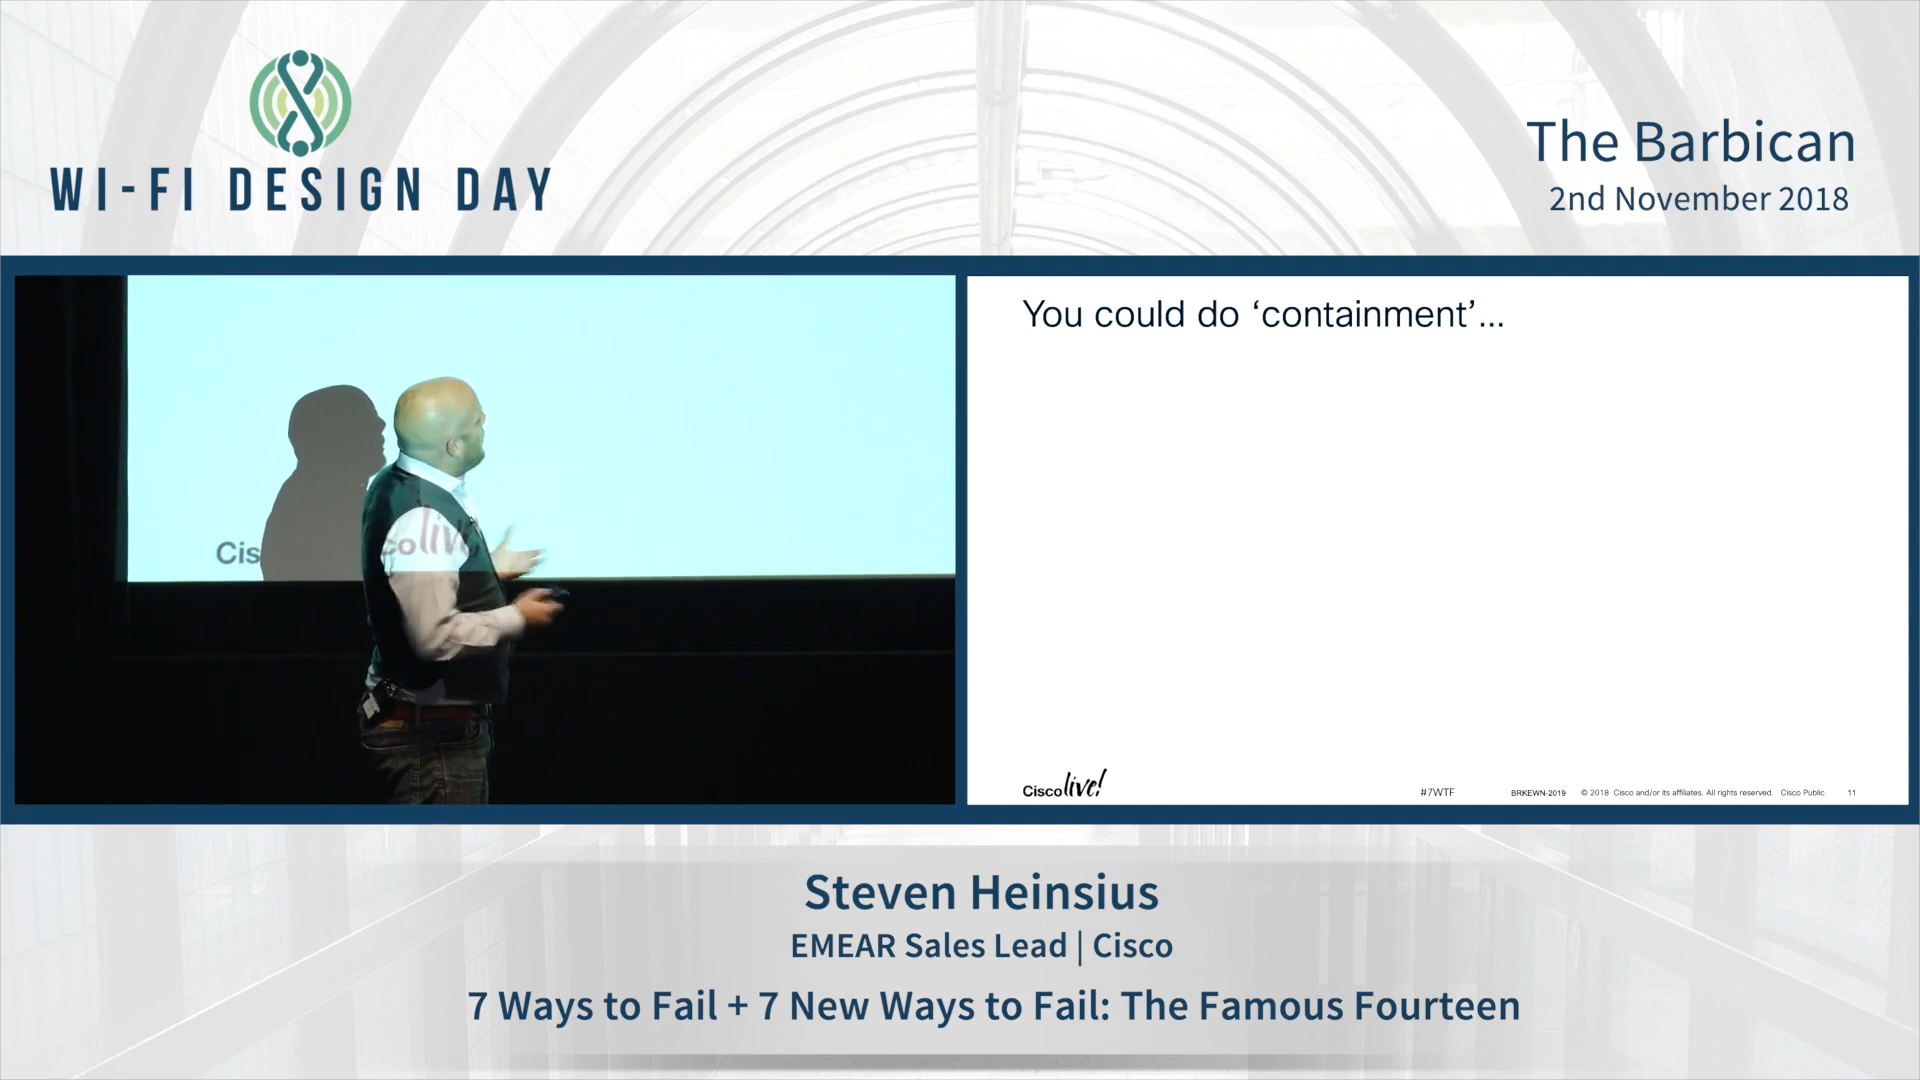 WI-FI DESIGN DAY
The Barbican
2nd November 2018
Cis
coliv
You could do ‘containment’...
Cisco live!
#7WTF
BRKEWN-2019 © 2018 Cisco and/or its affiliates. All rights reserved. Cisco Public 11
Steven Heinsius
EMEAR Sales Lead | Cisco
7 Ways to Fail + 7 New Ways to Fail: The Famous Fourteen